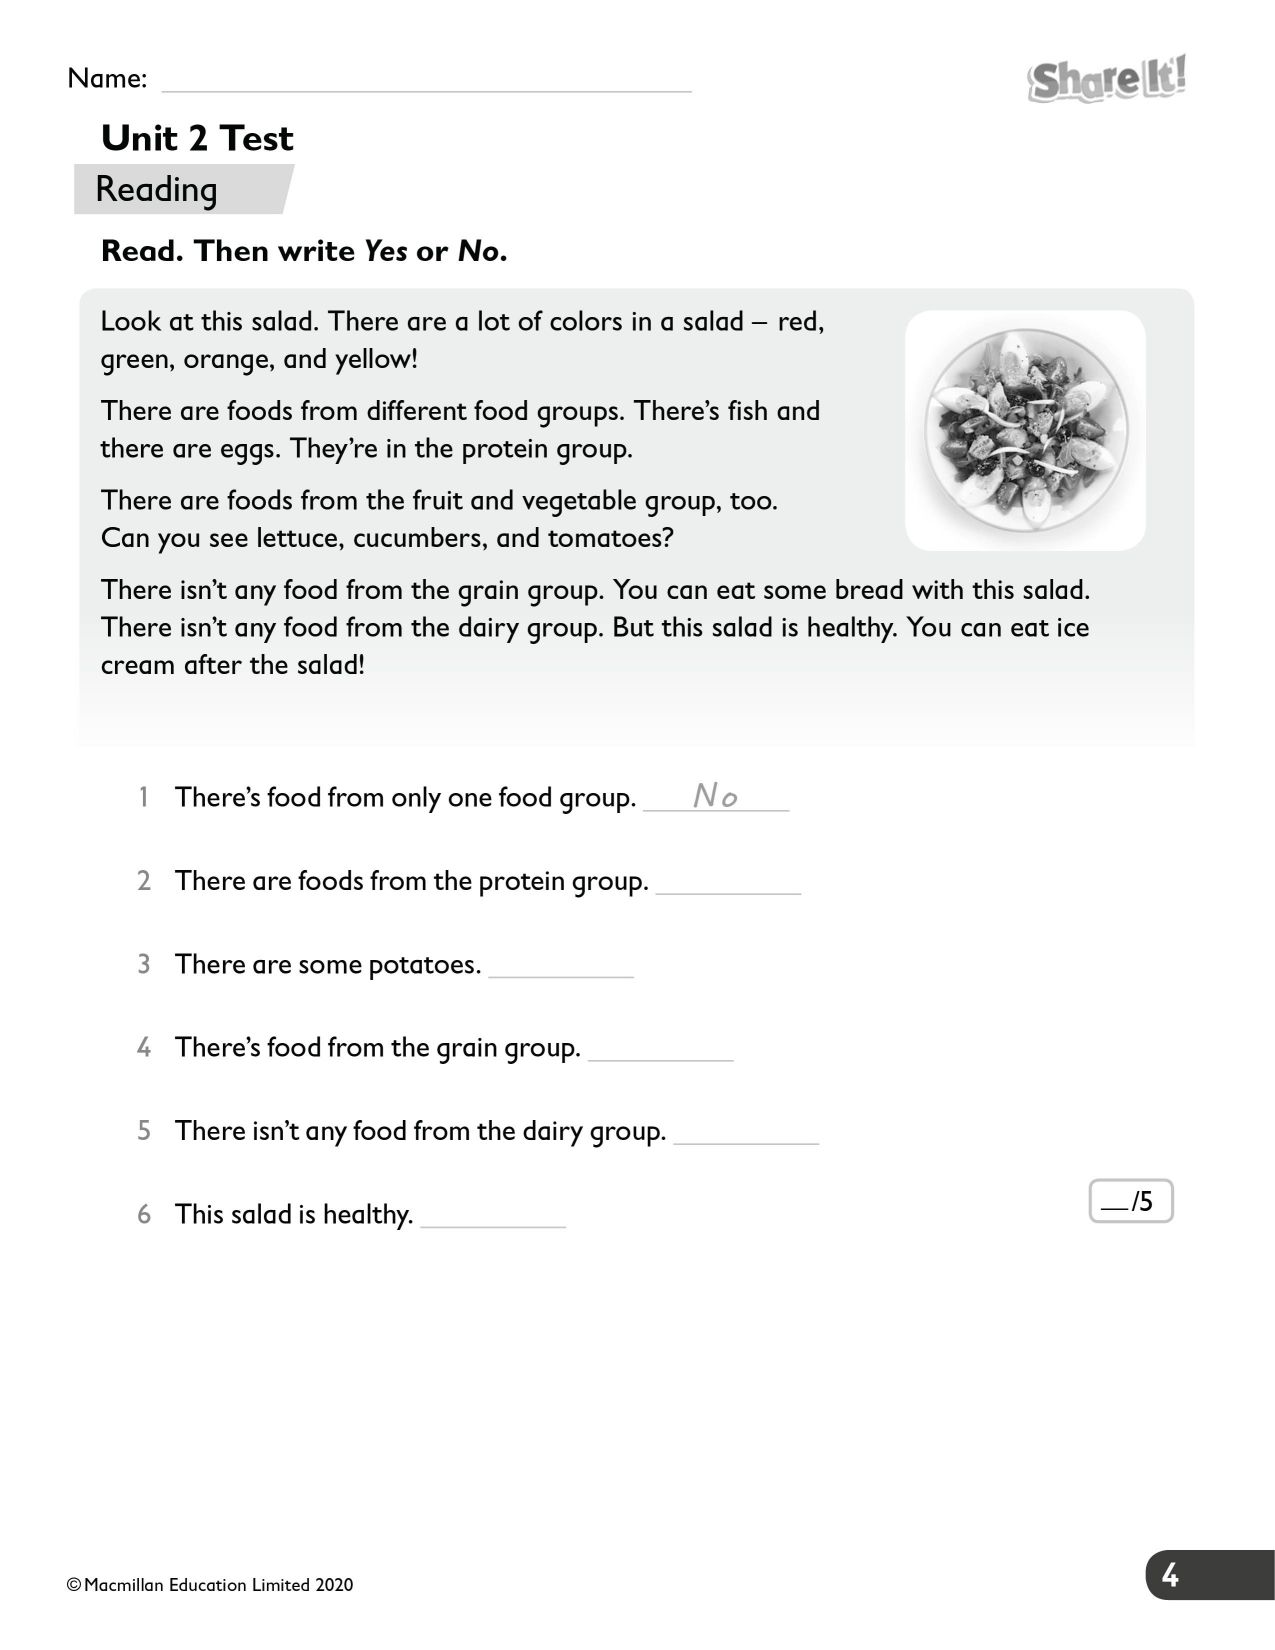 Name:
Share It!
Unit 2 Test
Reading
Read. Then write Yes or No.
Look at this salad. There are a lot of colors in a salad – red,
green, orange, and yellow!
There are foods from different food groups. There’s fish and
there are eggs. They’re in the protein group.
There are foods from the fruit and vegetable group, too.
Can you see lettuce, cucumbers, and tomatoes?
There isn’t any food from the grain group. You can eat some bread with this salad.
There isn’t any food from the dairy group. But this salad is healthy. You can eat ice
cream after the salad!
1 There’s food from only one food group. No
2 There are foods from the protein group.
3 There are some potatoes.
4 There’s food from the grain group.
5 There isn’t any food from the dairy group.
6 This salad is healthy.
__/5
© Macmillan Education Limited 2020
4